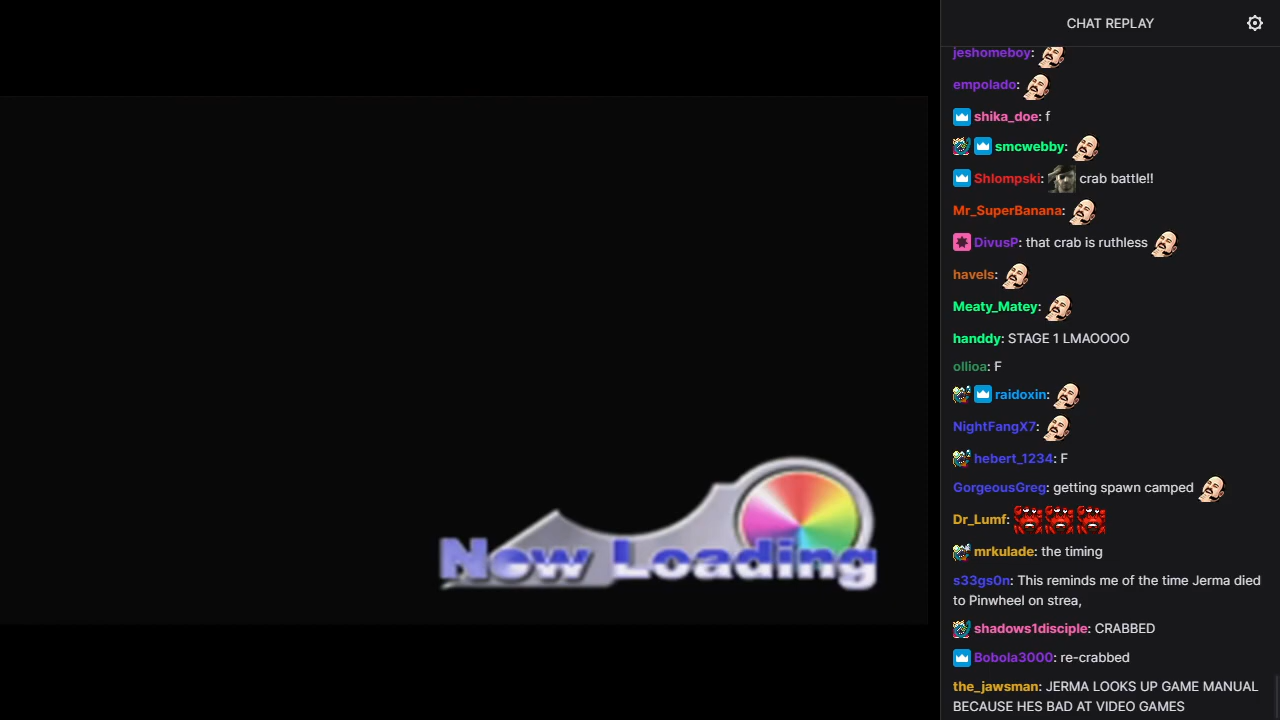 CHAT REPLAY
jeshomeboy:
empolado:
shika_doe: f
smcwebby:
Shlompski: crab battle!!
Mr_SuperBanana:
DivusP: that crab is ruthless
havels:
Meaty_Matey:
handdy: STAGE 1 LMAOOOO
ollioa: F
raidoxin:
NightFangX7:
hebert_1234: F
GorgeousGreg: getting spawn camped
Dr_Lumf:
mrkulade: the timing
s33gs0n: This reminds me of the time Jerma died
to Pinwheel on strea,
shadows1disciple: CRABBED
Bobola3000: re-crabbed
the_jawsman: JERMA LOOKS UP GAME MANUAL
BECAUSE HES BAD AT VIDEO GAMES
Now Loading